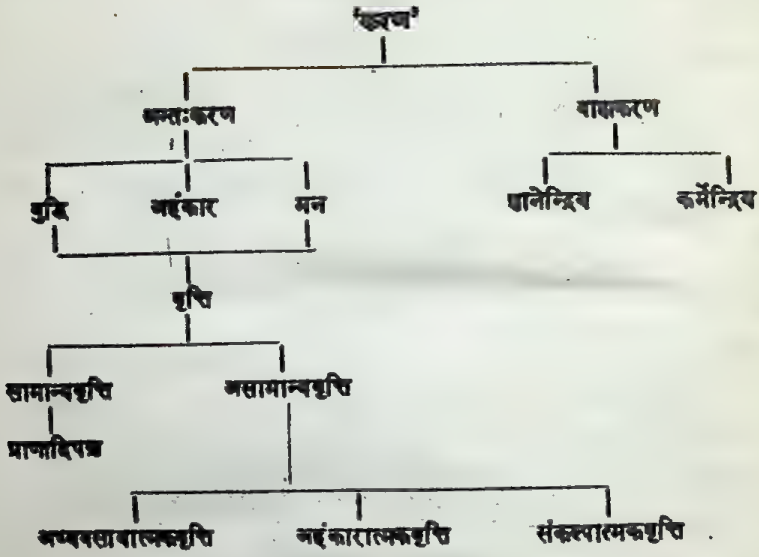 'करण'
अन्तःकरण बाह्यकरण
बुद्धि अहंकार मन ज्ञानेन्द्रिय कर्मेन्द्रिय
वृत्ति
सामान्यवृत्ति असामान्यवृत्ति
प्राणादिपञ्च
अध्यवसायात्मकवृत्ति अहंकारात्मकवृत्ति संकल्पात्मकवृत्ति